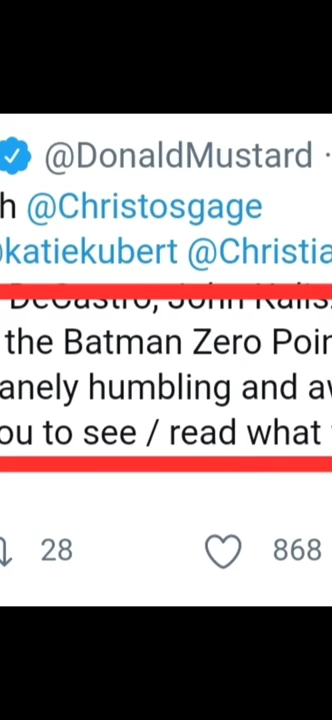 @DonaldMustard ·
h @Christosgage
@katiekubert @Christia
DeCastro, John Kalis
the Batman Zero Poin
anely humbling and aw
ou to see / read what
28 868